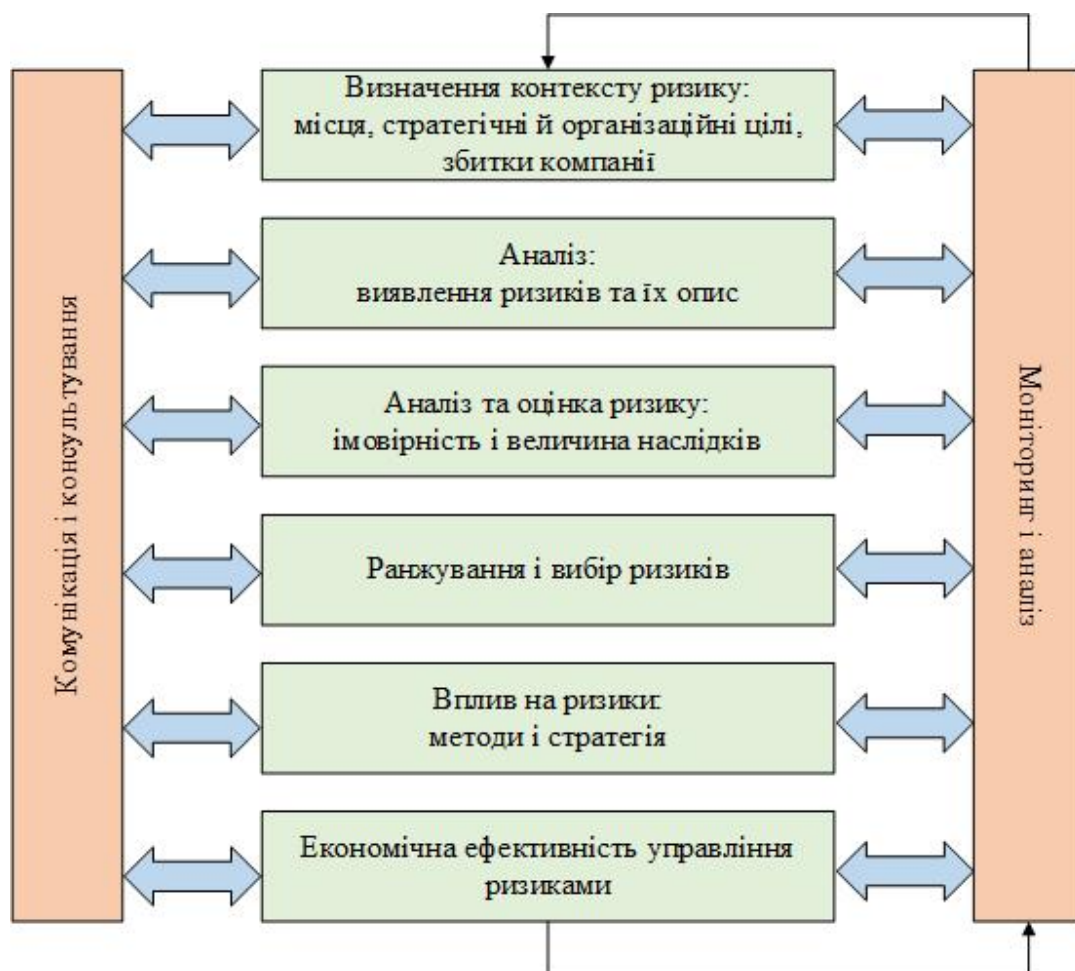 Комунікація і консультування
Визначення контексту ризику:
місця, стратегічні й організаційні цілі,
збитки компанії
Аналіз:
виявлення ризиків та їх опис
Аналіз та оцінка ризику:
імовірність і величина наслідків
Ранжування і вибір ризиків
Вплив на ризики:
методи і стратегія
Економічна ефективність управління
ризиками
Моніторинг і аналіз